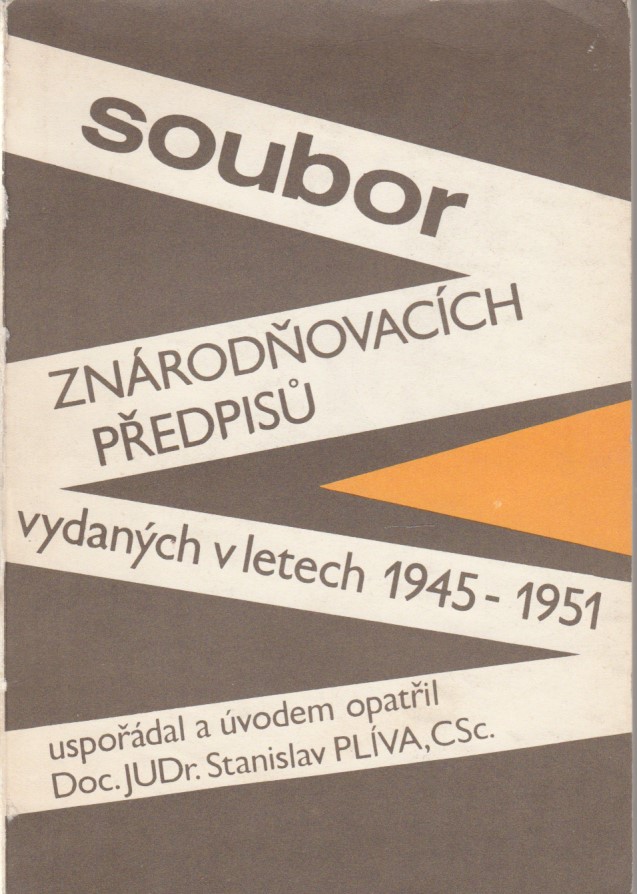 soubor
ZNÁRODŇOVACÍCH
PŘEDPISŮ
vydaných v letech 1945 - 1951
uspořádal a úvodem opatřil
Doc. JUDr. Stanislav PLÍVA, CSc.